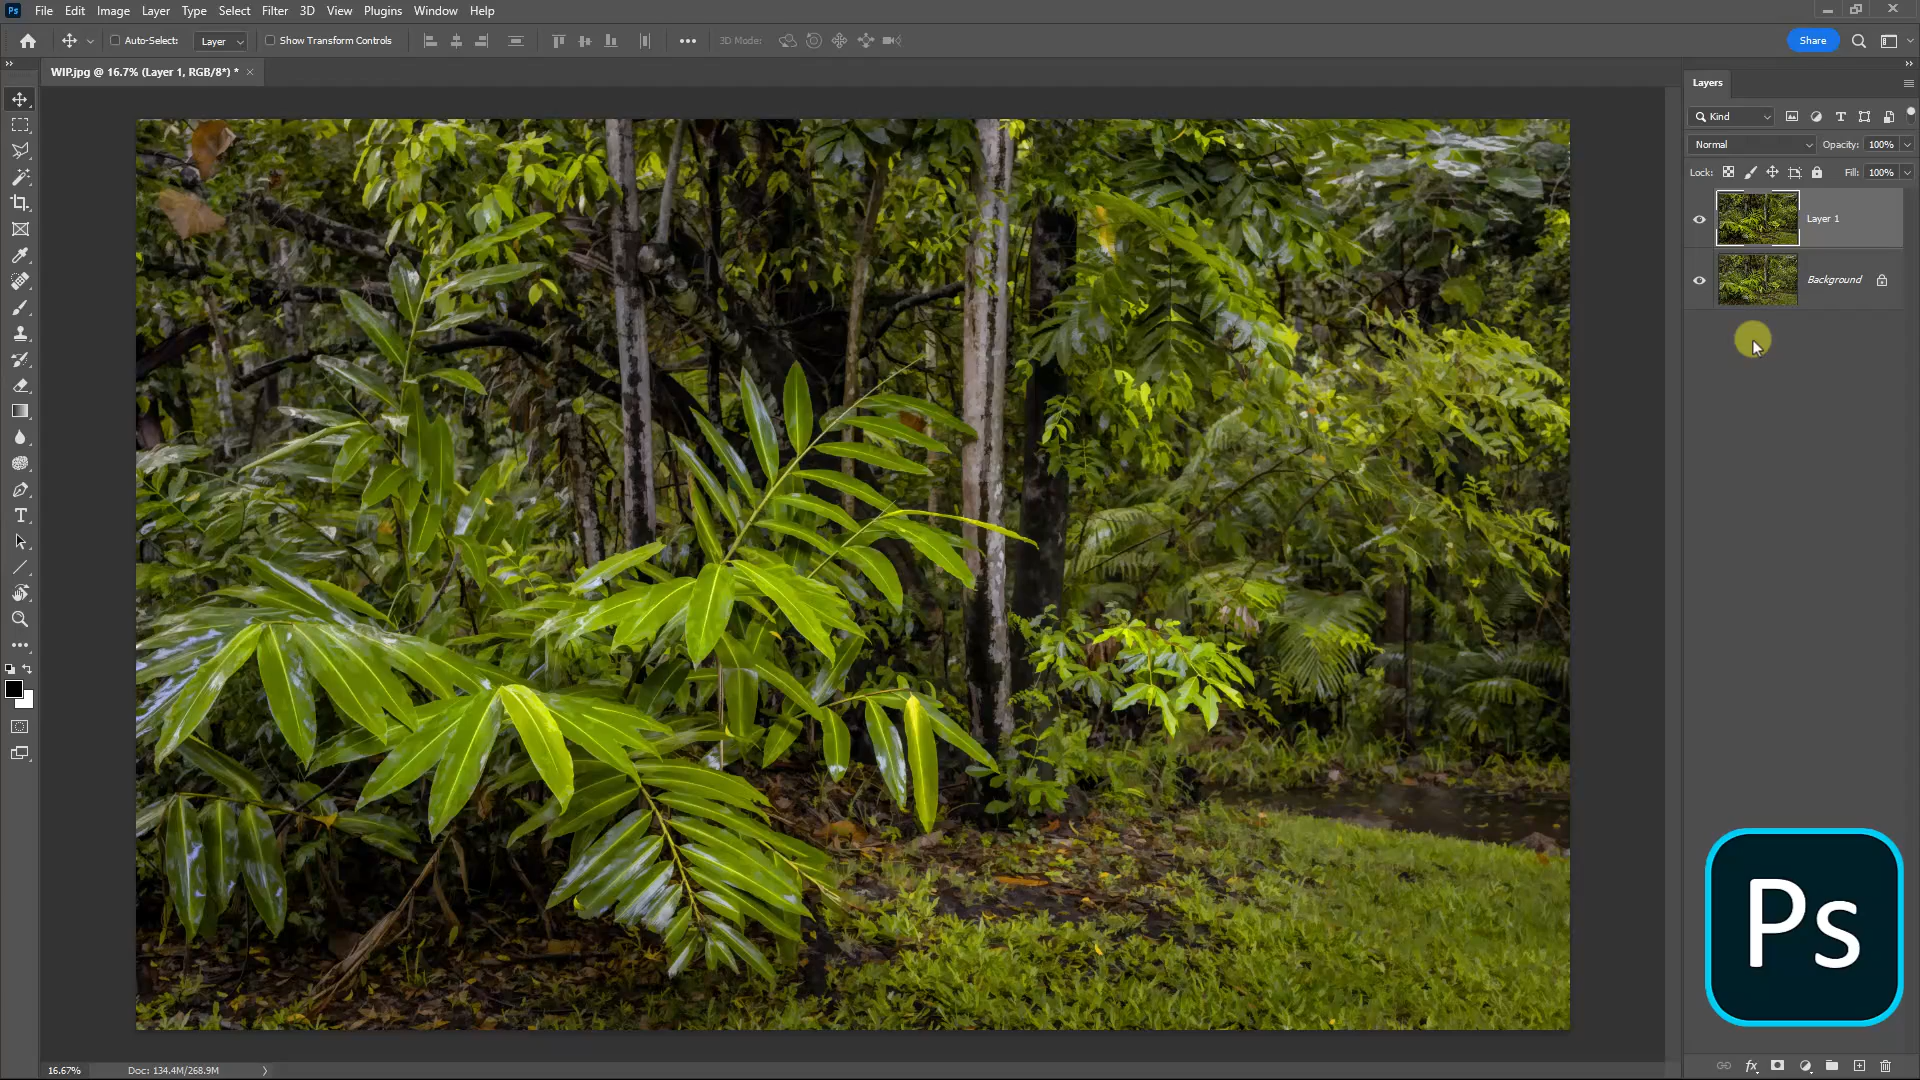 Ps File Edit Image Layer Type Select Filter 3D View Plugins Window Help
Auto-Select: Layer Show Transform Controls 3D Mode: Share
WIP.jpg @ 16.7% (Layer 1, RGB/8*) *
Layers
Kind
Normal Opacity: 100%
Lock: Fill: 100%
Layer 1
Background
Ps
16.67% Doc: 134.4M/268.9M
fx